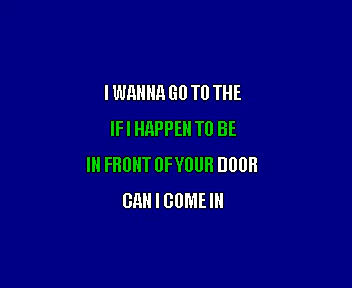 I WANNA GO TO THE
IF I HAPPEN TO BE
IN FRONT OF YOUR DOOR
CAN I COME IN